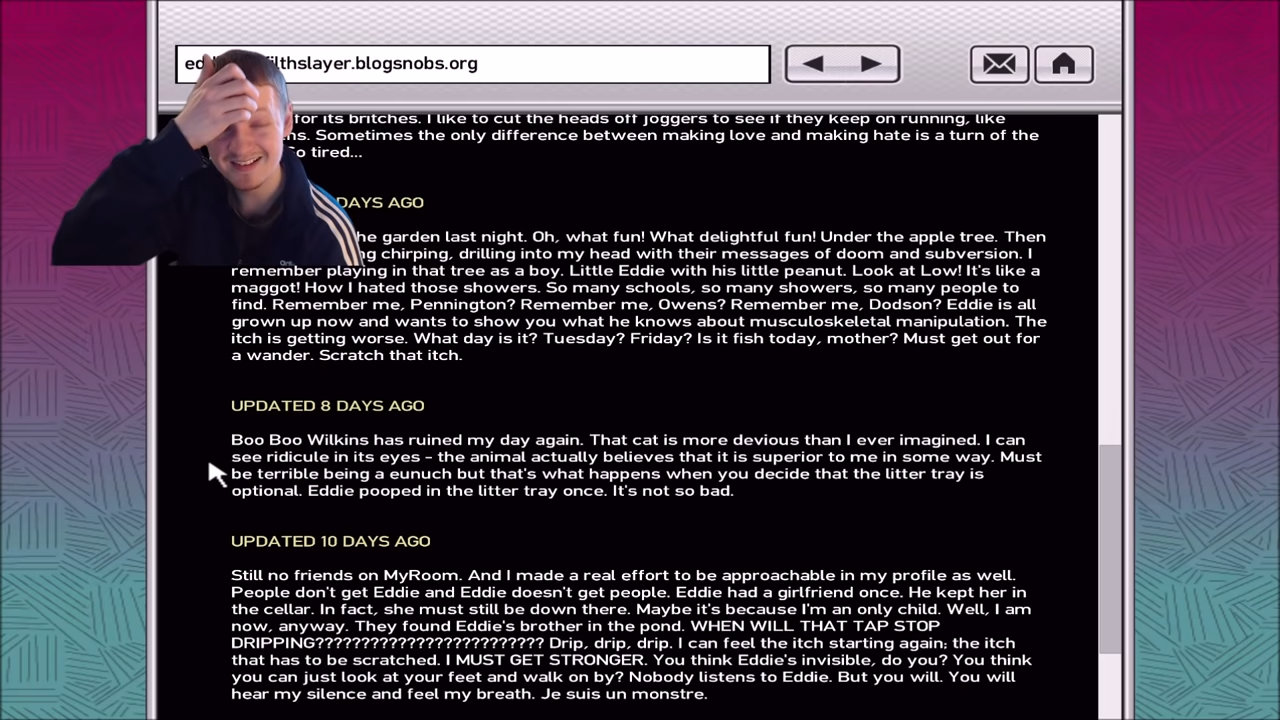 ed lthslayer.blogsnobs.org
for its britches. I like to cut the heads off joggers to see if they keep on running, like
ns. Sometimes the only difference between making love and making hate is a turn of the
So tired...
DAYS AGO
he garden last night. Oh, what fun! What delightful fun! Under the apple tree. Then
ng chirping, drilling into my head with their messages of doom and subversion. I
remember playing in that tree as a boy. Little Eddie with his little peanut. Look at Low! It's like a
maggot! How I hated those showers. So many schools, so many showers, so many people to
find. Remember me, Pennington? Remember me, Owens? Remember me, Dodson? Eddie is all
grown up now and wants to show you what he knows about musculoskeletal manipulation. The
itch is getting worse. What day is it? Tuesday? Friday? Is it fish today, mother? Must get out for
a wander. Scratch that itch.
UPDATED 8 DAYS AGO
Boo Boo Wilkins has ruined my day again. That cat is more devious than I ever imagined. I can
see ridicule in its eyes - the animal actually believes that it is superior to me in some way. Must
be terrible being a eunuch but that's what happens when you decide that the litter tray is
optional. Eddie pooped in the litter tray once. It's not so bad.
UPDATED 10 DAYS AGO
Still no friends on MyRoom. And I made a real effort to be approachable in my profile as well.
People don't get Eddie and Eddie doesn't get people. Eddie had a girlfriend once. He kept her in
the cellar. In fact, she must still be down there. Maybe it's because I'm an only child. Well, I am
now, anyway. They found Eddie's brother in the pond. WHEN WILL THAT TAP STOP
DRIPPING????????????????????????? Drip, drip, drip. I can feel the itch starting again: the itch
that has to be scratched. I MUST GET STRONGER. You think Eddie's invisible, do you? You think
you can just look at your feet and walk on by? Nobody listens to Eddie. But you will. You will
hear my silence and feel my breath. Je suis un monstre.